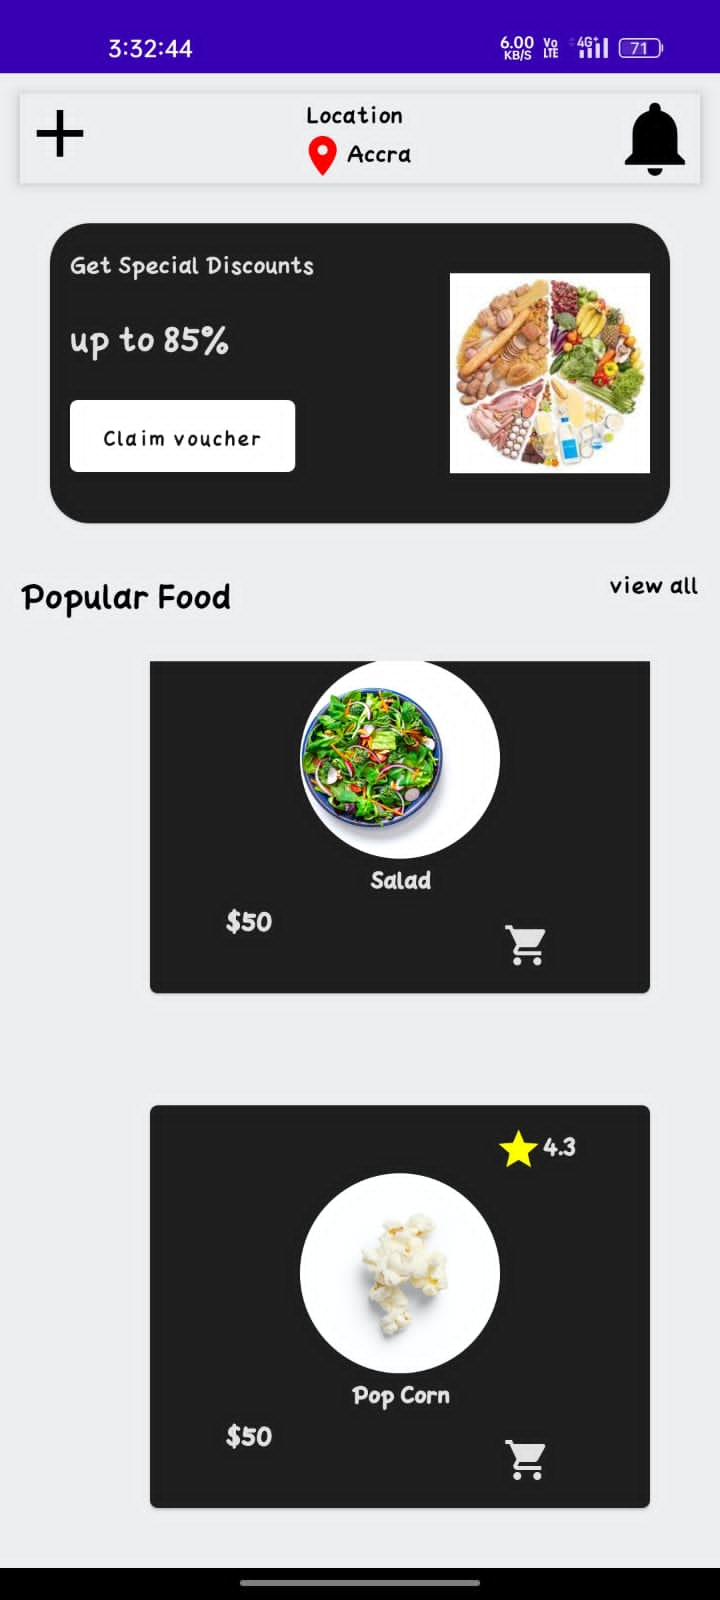 3:32:44
6.00 KB/S Vo LTE 4G+ 71
Location
Accra
Get Special Discounts
up to 85%
Claim voucher
Popular Food
view all
Salad
$50
4.3
Pop Corn
$50